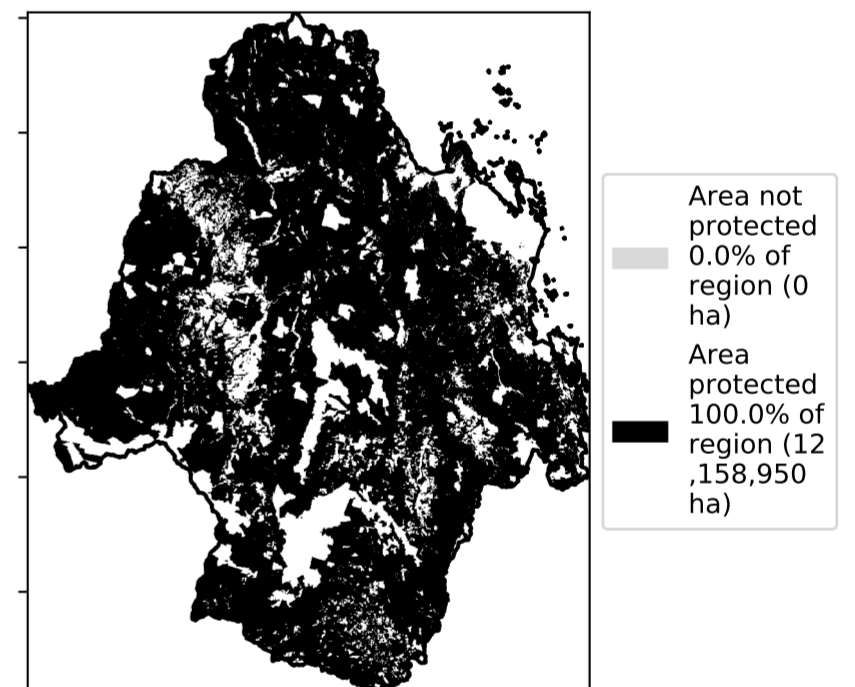 Area not
protected
0.0% of
region (0
ha)
Area
protected
100.0% of
region (12
,158,950
ha)